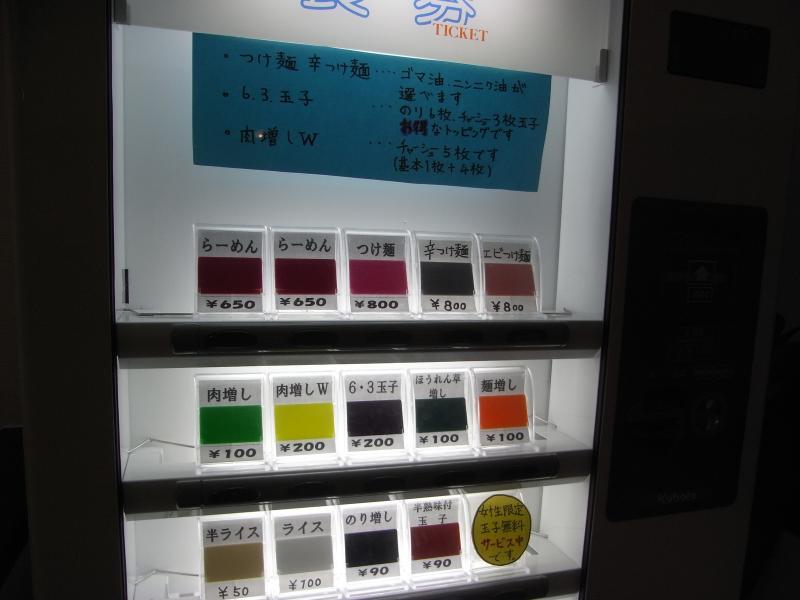 食券
TICKET
・つけ麺 辛つけ麺‥‥ゴマ油.ニンニク油が
選べます
・6.3.玉子 …のり6枚.チャーシュー3枚玉子
お得なトッピングです
・肉増しW …チャーシュー5枚です
(基本1枚+4枚)
らーめん らーめん つけ麺 辛つけ麺 エビつけ麺
¥650 ¥650 ¥800 ¥800 ¥800
肉増し 肉増しW 6・3玉子 ほうれん草 麺増し
増し
¥100 ¥200 ¥200 ¥100 ¥100
半ライス ライス のり増し 半熟味付
玉子
¥50 ¥100 ¥90 ¥90
女性限定
玉子無料
サービス中
です。
Kubota